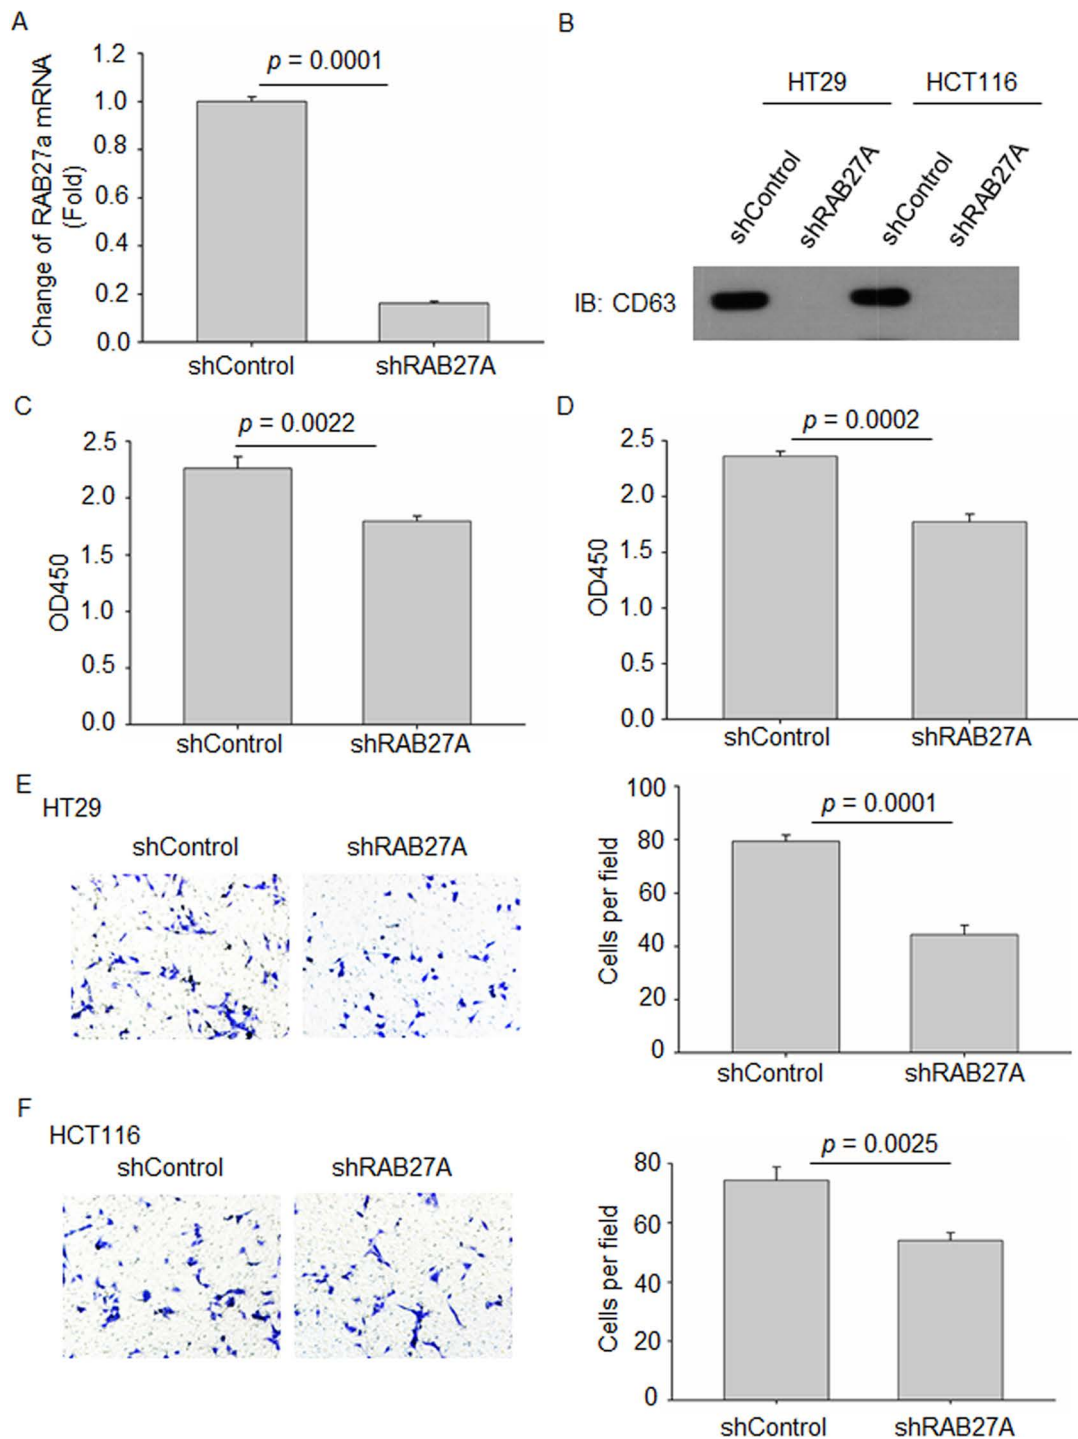 A
Change of RAB27a mRNA
(Fold)
1.2
1.0
0.8
0.6
0.4
0.2
0.0
p = 0.0001
shControl shRAB27A
B
HT29 HCT116
shControl shRAB27A shControl shRAB27A
IB: CD63
C
OD450
2.5
2.0
1.5
1.0
0.5
0.0
p = 0.0022
shControl shRAB27A
D
OD450
2.5
2.0
1.5
1.0
0.5
0.0
p = 0.0002
shControl shRAB27A
E
HT29
shControl shRAB27A
Cells per field
100
80
60
40
20
0
p = 0.0001
shControl shRAB27A
F
HCT116
shControl shRAB27A
Cells per field
80
60
40
20
0
p = 0.0025
shControl shRAB27A